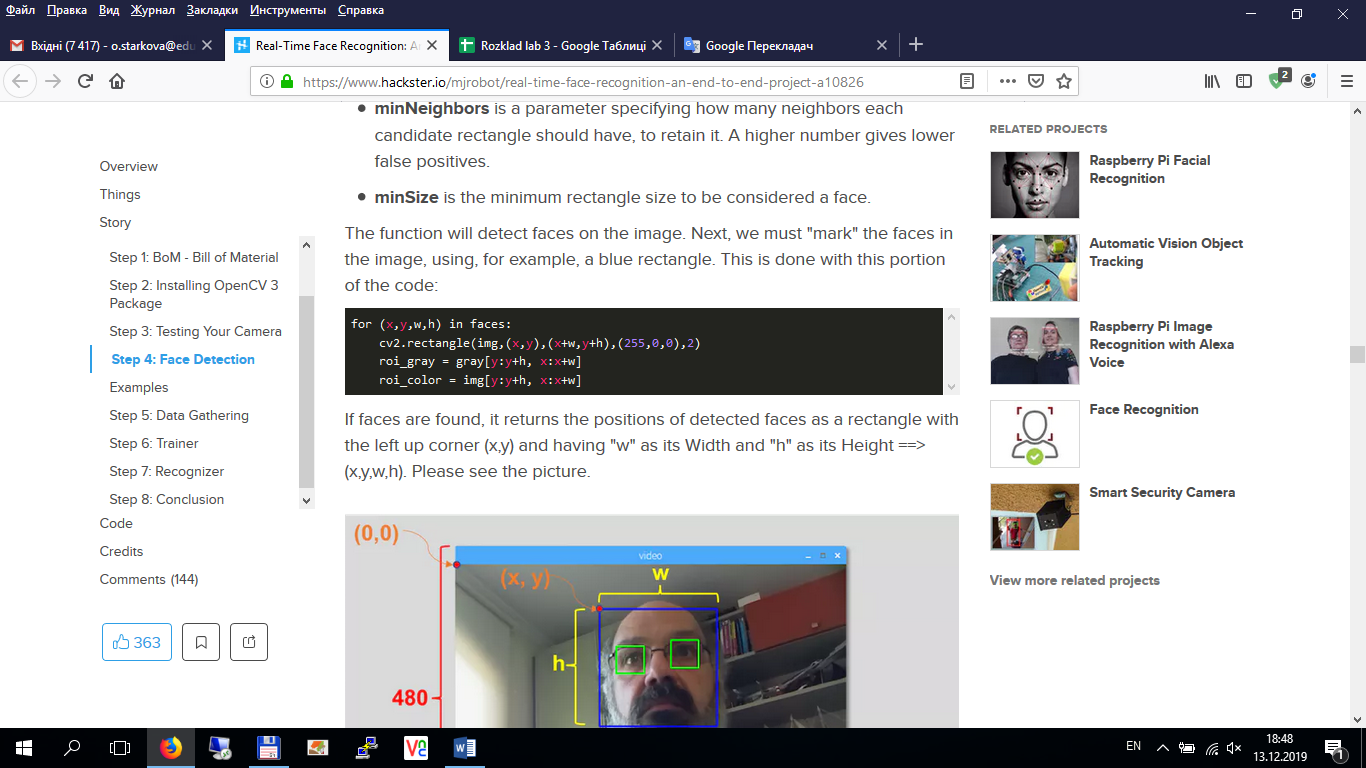 Файл Правка Вид Журнал Закладки Инструменты Справка
Вхідні (7 417) - o.starkova@edu
Real-Time Face Recognition: A
Rozklad lab 3 - Google Таблиці
Google Перекладач
https://www.hackster.io/mjrobot/real-time-face-recognition-an-end-to-end-project-a10826
2
Overview
Things
Story
Step 1: BoM - Bill of Material
Step 2: Installing OpenCV 3
Package
Step 3: Testing Your Camera
Step 4: Face Detection
Examples
Step 5: Data Gathering
Step 6: Trainer
Step 7: Recognizer
Step 8: Conclusion
Code
Credits
Comments (144)
363
minNeighbors is a parameter specifying how many neighbors each
candidate rectangle should have, to retain it. A higher number gives lower
false positives.
minSize is the minimum rectangle size to be considered a face.
The function will detect faces on the image. Next, we must "mark" the faces in
the image, using, for example, a blue rectangle. This is done with this portion
of the code:
for (x,y,w,h) in faces:
cv2.rectangle(img,(x,y),(x+w,y+h),(255,0,0),2)
roi_gray = gray[y:y+h, x:x+w]
roi_color = img[y:y+h, x:x+w]
If faces are found, it returns the positions of detected faces as a rectangle with
the left up corner (x,y) and having "w" as its Width and "h" as its Height ==>
(x,y,w,h). Please see the picture.
(0,0)
video
(x, y)
w
h
480
RELATED PROJECTS
Raspberry Pi Facial
Recognition
Automatic Vision Object
Tracking
Raspberry Pi Image
Recognition with Alexa
Voice
Face Recognition
Smart Security Camera
View more related projects
EN
18:48
13.12.2019
1